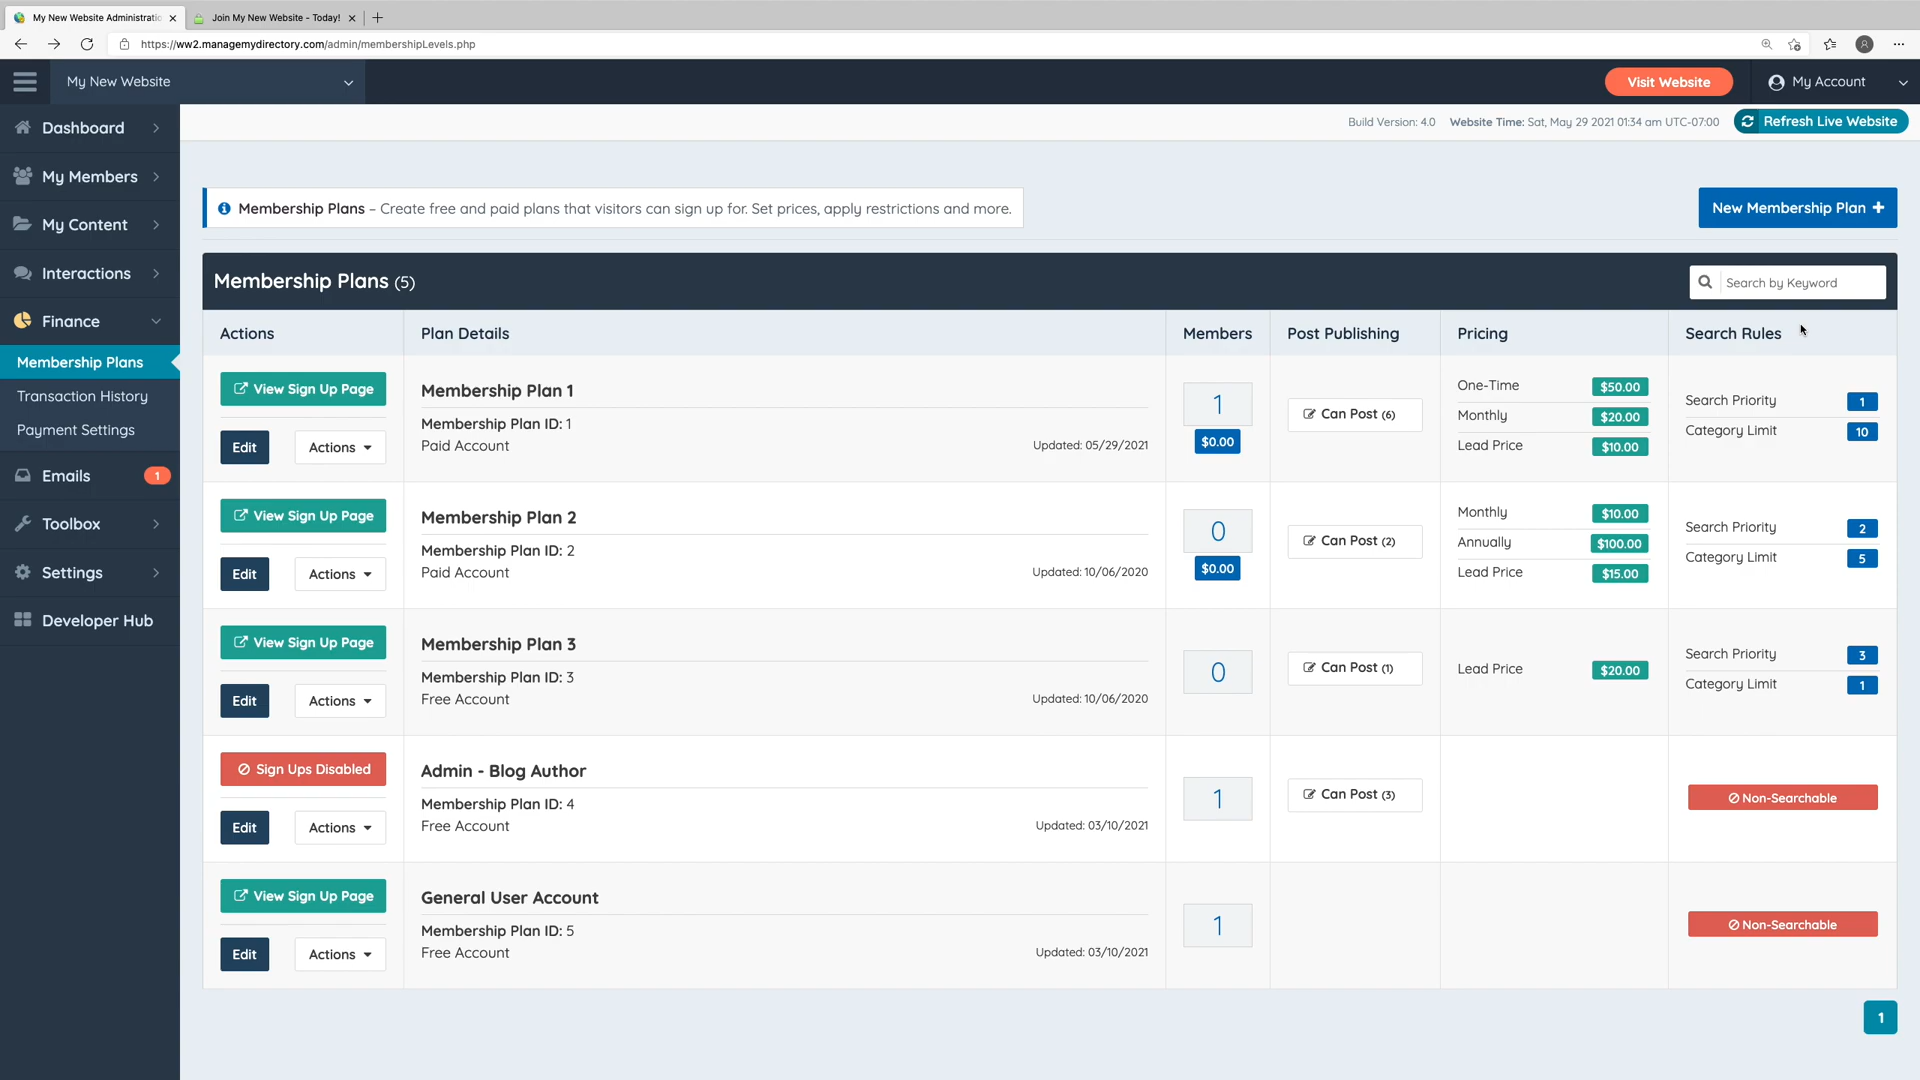 My New Website Administratio
Join My New Website - Today!
https://ww2.managemydirectory.com/admin/membershipLevels.php
My New Website
Visit Website
My Account
Build Version: 4.0 Website Time: Sat, May 29 2021 01:34 am UTC-07:00
Refresh Live Website
Dashboard
My Members
My Content
Interactions
Finance
Membership Plans
Transaction History
Payment Settings
Emails 1
Toolbox
Settings
Developer Hub
Membership Plans – Create free and paid plans that visitors can sign up for. Set prices, apply restrictions and more.
New Membership Plan +
Membership Plans (5)
Search by Keyword
Actions Plan Details Members Post Publishing Pricing Search Rules
View Sign Up Page
Edit Actions
Membership Plan 1
Membership Plan ID: 1
Paid Account Updated: 05/29/2021
1
$0.00
Can Post (6)
One-Time $50.00
Monthly $20.00
Lead Price $10.00
Search Priority 1
Category Limit 10
View Sign Up Page
Edit Actions
Membership Plan 2
Membership Plan ID: 2
Paid Account Updated: 10/06/2020
0
$0.00
Can Post (2)
Monthly $10.00
Annually $100.00
Lead Price $15.00
Search Priority 2
Category Limit 5
View Sign Up Page
Edit Actions
Membership Plan 3
Membership Plan ID: 3
Free Account Updated: 10/06/2020
0
Can Post (1)
Lead Price $20.00
Search Priority 3
Category Limit 1
Sign Ups Disabled
Edit Actions
Admin - Blog Author
Membership Plan ID: 4
Free Account Updated: 03/10/2021
1
Can Post (3)
Non-Searchable
View Sign Up Page
Edit Actions
General User Account
Membership Plan ID: 5
Free Account Updated: 03/10/2021
1
Non-Searchable
1